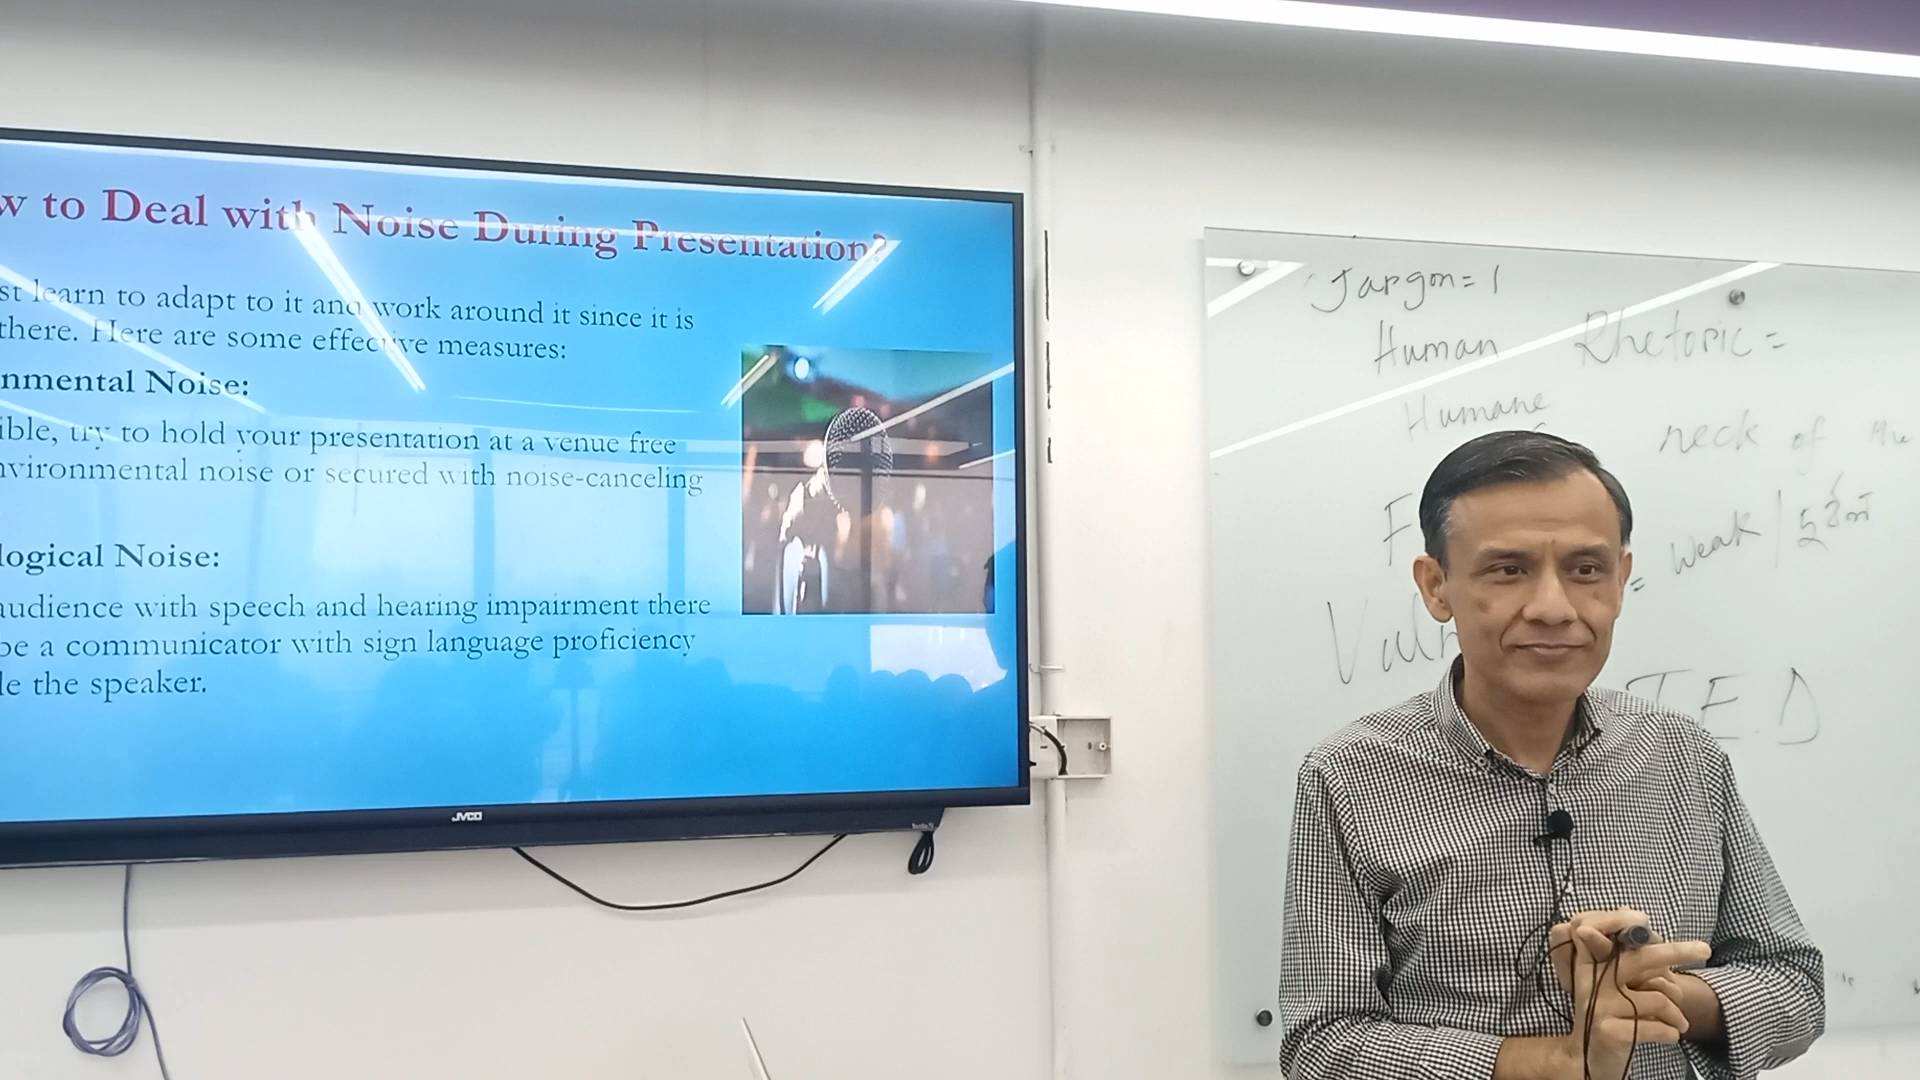 w to Deal with Noise During Presentation?
st learn to adapt to it and work around it since it is
there. Here are some effective measures:
nmental Noise:
ible, try to hold your presentation at a venue free
nvironmental noise or secured with noise-canceling
logical Noise:
audience with speech and hearing impairment there
be a communicator with sign language proficiency
le the speaker.
JVCO
Jargon = 1
Human Rhetoric =
Humane
neck of the
F
= weak /
Vuln
T.E.D